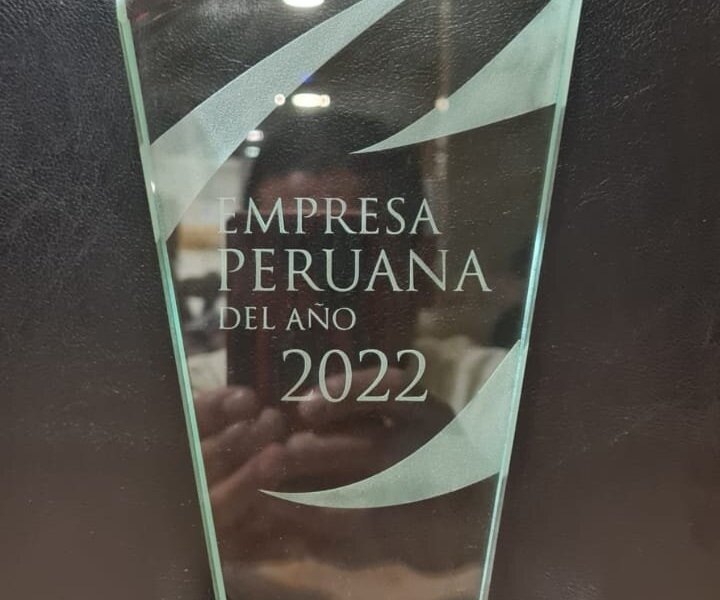 EMPRESA
PERUANA
DEL AÑO
2022